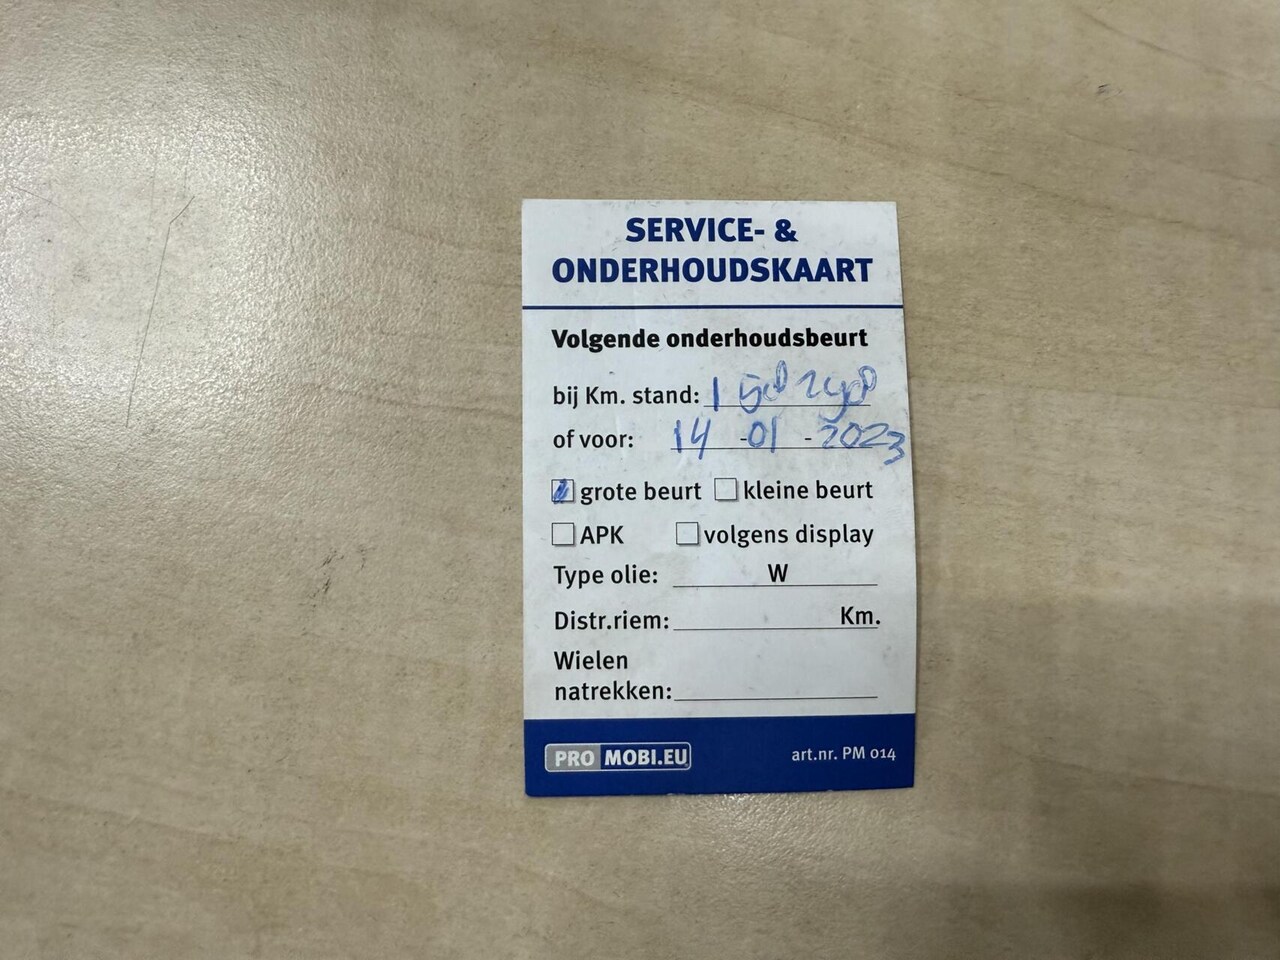 SERVICE- &
ONDERHOUDSKAART
Volgende onderhoudsbeurt
bij Km. stand:
of voor: 14 -01 - 2023
grote beurt kleine beurt
APK volgens display
Type olie: W
Distr.riem: Km.
Wielen
natrekken:
PRO MOBI.EU art.nr. PM 014